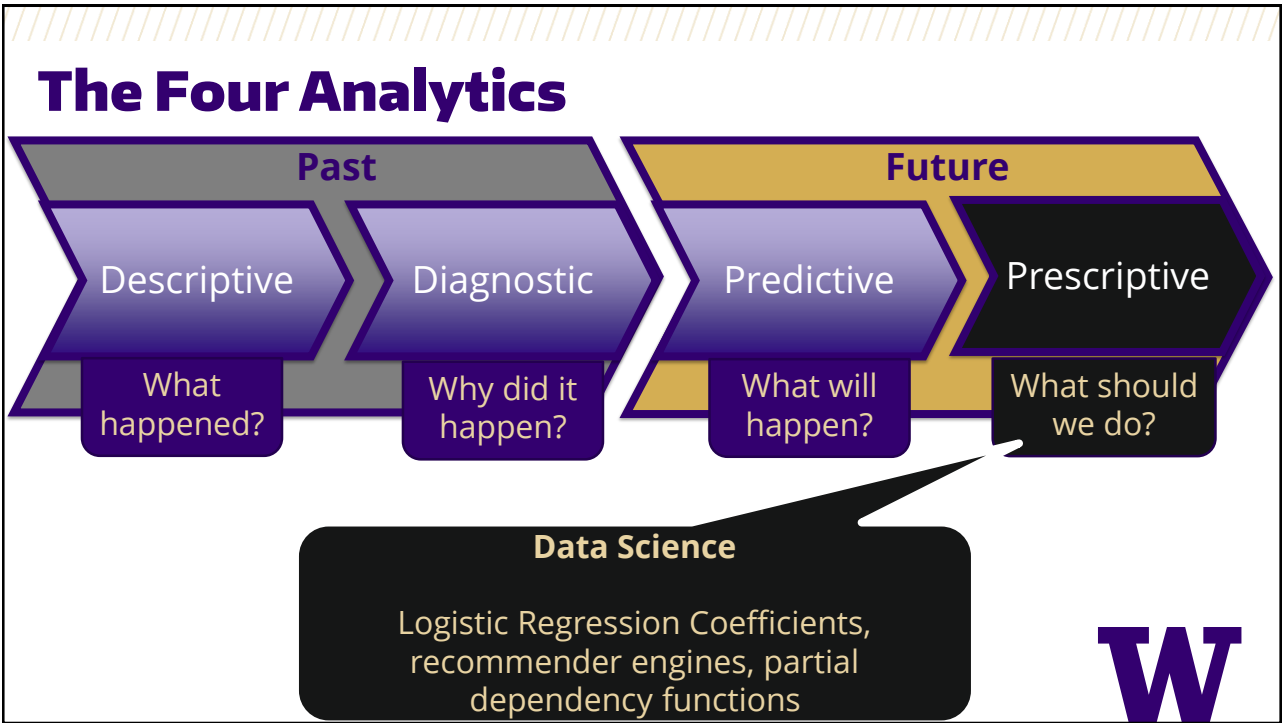 The Four Analytics
Past
Future
Descriptive
Diagnostic
Predictive
Prescriptive
What
happened?
Why did it
happen?
What will
happen?
What should
we do?
Data Science
Logistic Regression Coefficients,
recommender engines, partial
dependency functions
W